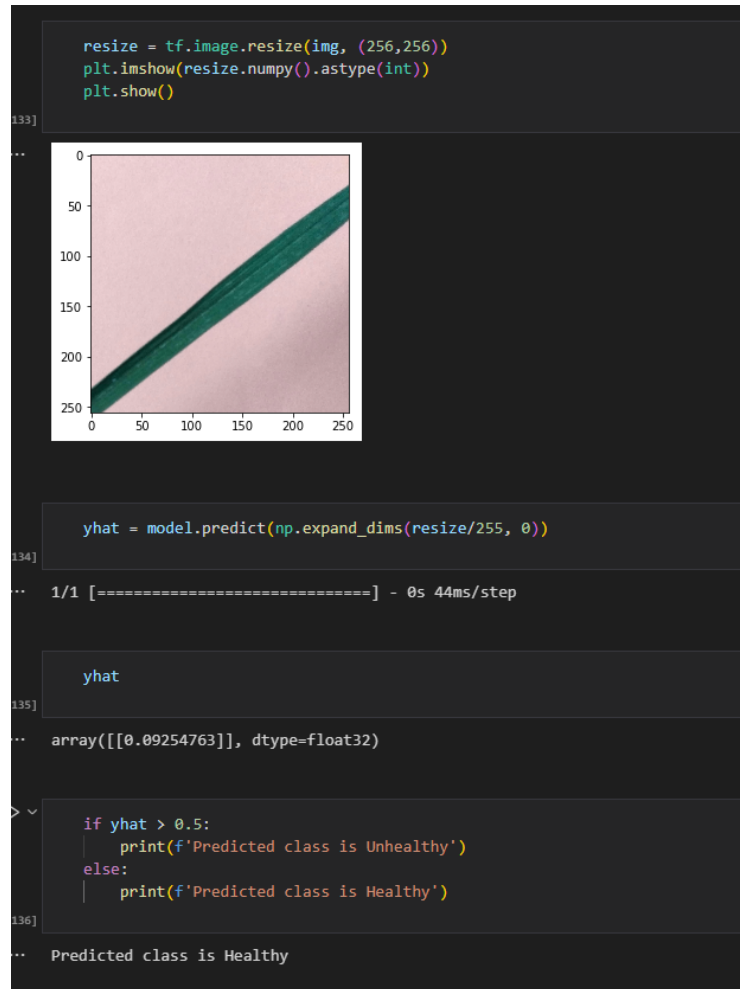 resize = tf.image.resize(img, (256,256))
plt.imshow(resize.numpy().astype(int))
plt.show()
133]
...
0
50
100
150
200
250
0 50 100 150 200 250
yhat = model.predict(np.expand_dims(resize/255, 0))
134]
... 1/1 [==============================] - 0s 44ms/step
yhat
135]
... array([[0.09254763]], dtype=float32)
if yhat > 0.5:
    print(f'Predicted class is Unhealthy')
else:
    print(f'Predicted class is Healthy')
136]
... Predicted class is Healthy